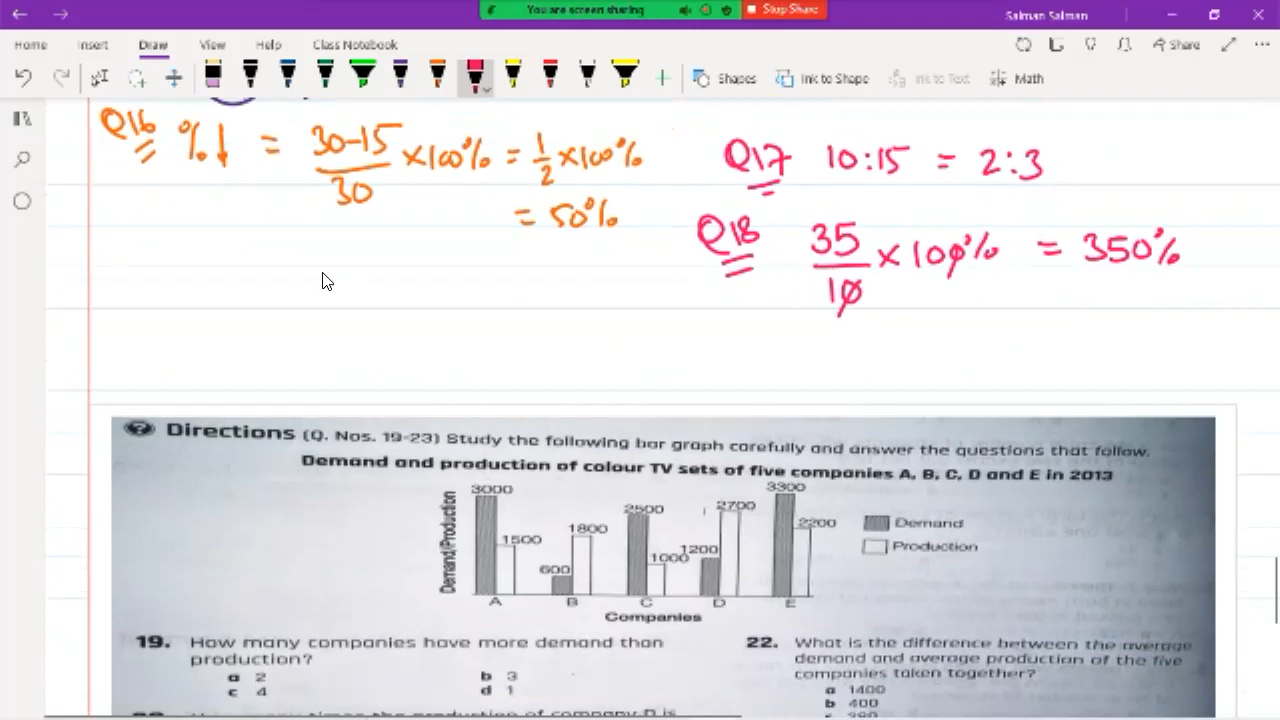 You are screen sharing
Stop Share
Salman Salman
Home Insert Draw View Help Class Notebook
Share
Shapes Ink to Shape Ink to Text Math
Q16 %↓ = 30-15/30 ×100% = 1/2 ×100%
= 50%
Q17 10:15 = 2:3
Q18 35/10 ×100% = 350%
Directions (Q. Nos. 19-23) Study the following bar graph carefully and answer the questions that follow.
Demand and production of colour TV sets of five companies A, B, C, D and E in 2013
Demand/Production
3000
1500
600
1800
2500
1000
1200
2700
3300
2200
Demand
Production
A B C D E
Companies
19. How many companies have more demand than
production?
a 2
b 3
c 4
d 1
22. What is the difference between the average
demand and average production of the five
companies taken together?
a 1400
b 400